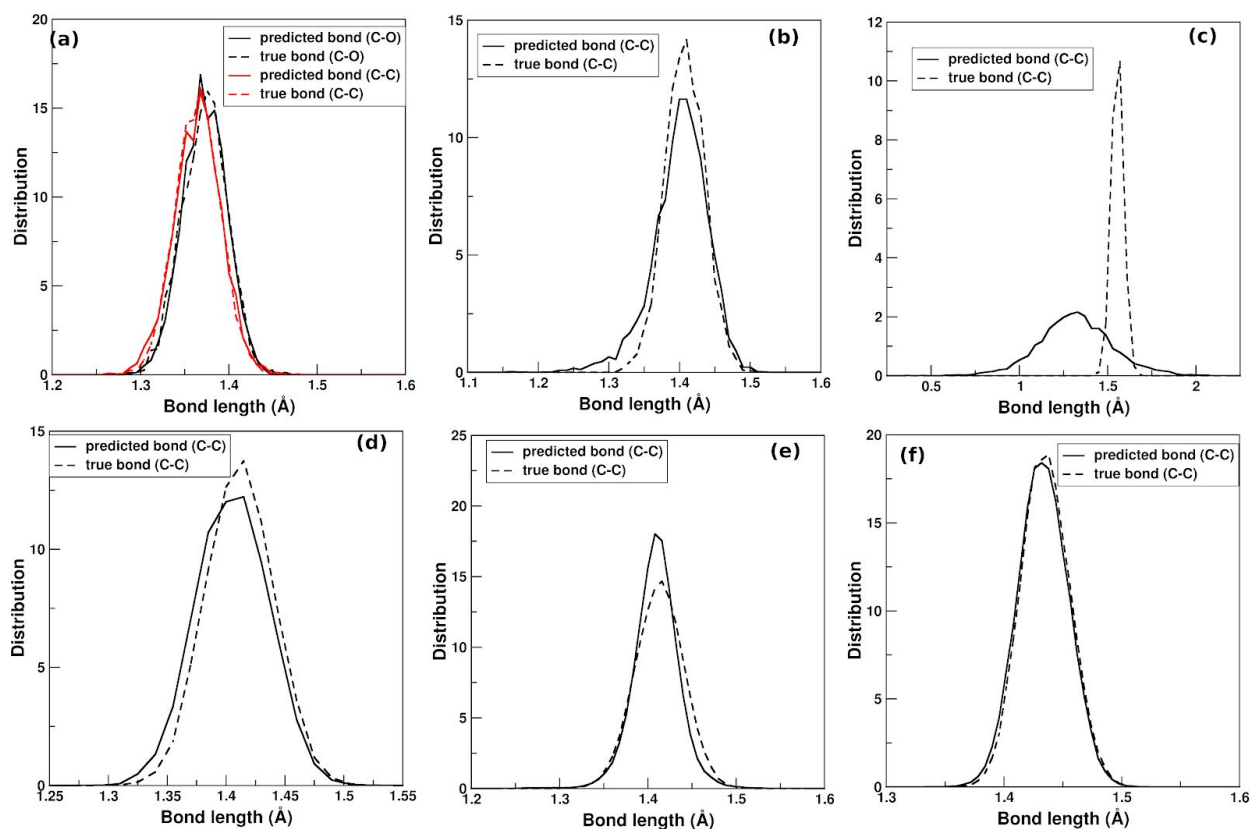 (a)
predicted bond (C-O)
true bond (C-O)
predicted bond (C-C)
true bond (C-C)
20
15
10
5
0
Distribution
1.2
1.3
1.4
1.5
1.6
Bond length (Å)
(b)
predicted bond (C-C)
true bond (C-C)
15
10
5
0
Distribution
1.1
1.2
1.3
1.4
1.5
1.6
Bond length (Å)
(c)
predicted bond (C-C)
true bond (C-C)
12
10
8
6
4
2
0
Distribution
0.5
1
1.5
2
Bond length (Å)
(d)
predicted bond (C-C)
true bond (C-C)
15
10
5
0
Distribution
1.25
1.3
1.35
1.4
1.45
1.5
1.55
Bond length (Å)
(e)
predicted bond (C-C)
true bond (C-C)
25
20
15
10
5
0
Distribution
1.2
1.3
1.4
1.5
1.6
Bond length (Å)
(f)
predicted bond (C-C)
true bond (C-C)
20
15
10
5
0
Distribution
1.3
1.4
1.5
1.6
Bond length (Å)